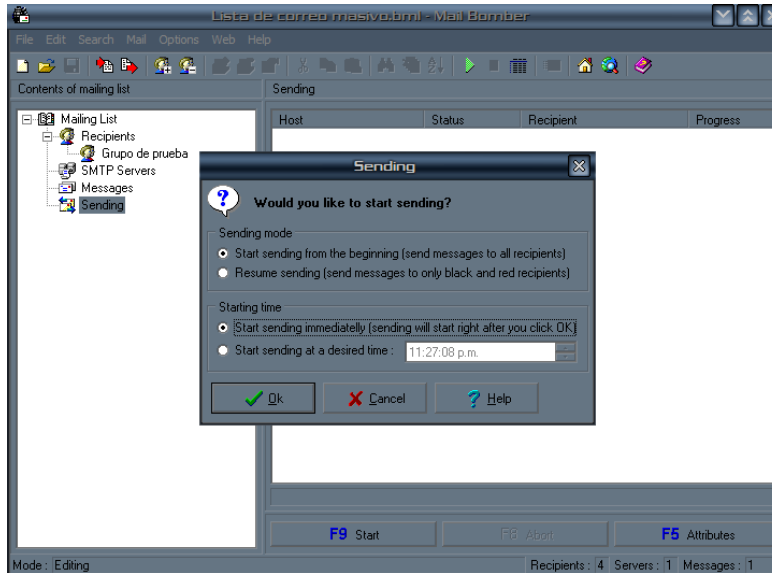 Lista de correo masivo.bml - Mail Bomber
File Edit Search Mail Options Web Help
Contents of mailing list
Sending
Mailing List
Recipients
Grupo de prueba
SMTP Servers
Messages
Sending
Host Status Recipient Progress
Sending
Would you like to start sending?
Sending mode
Start sending from the beginning (send messages to all recipients)
Resume sending (send messages to only black and red recipients)
Starting time
Start sending immediatelly (sending will start right after you click OK)
Start sending at a desired time : 11:27:08 p.m.
Ok Cancel Help
F9 Start F8 Abort F5 Attributes
Mode : Editing Recipients : 4 Servers : 1 Messages : 1